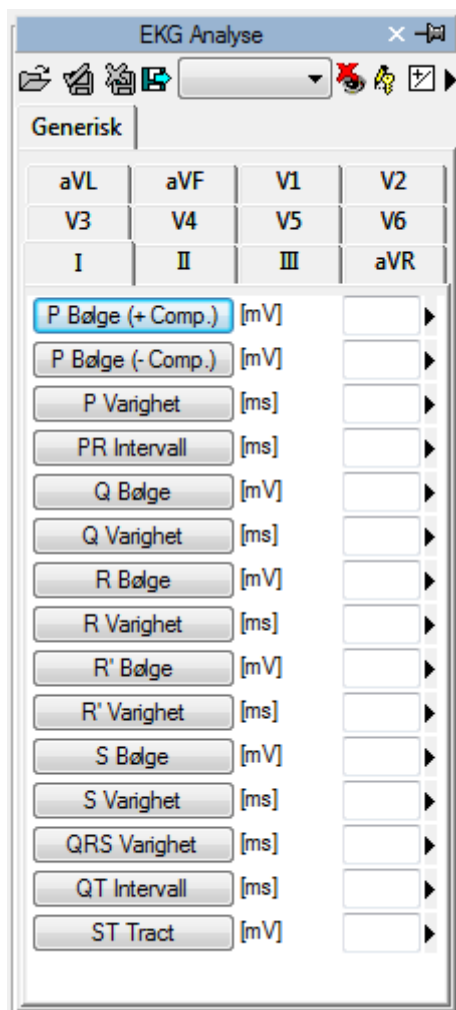 EKG Analyse
Generisk
aVL aVF V1 V2
V3 V4 V5 V6
I II III aVR
P Bølge (+ Comp.) [mV]
P Bølge (- Comp.) [mV]
P Varighet [ms]
PR Intervall [ms]
Q Bølge [mV]
Q Varighet [ms]
R Bølge [mV]
R Varighet [ms]
R' Bølge [mV]
R' Varighet [ms]
S Bølge [mV]
S Varighet [ms]
QRS Varighet [ms]
QT Intervall [ms]
ST Tract [mV]